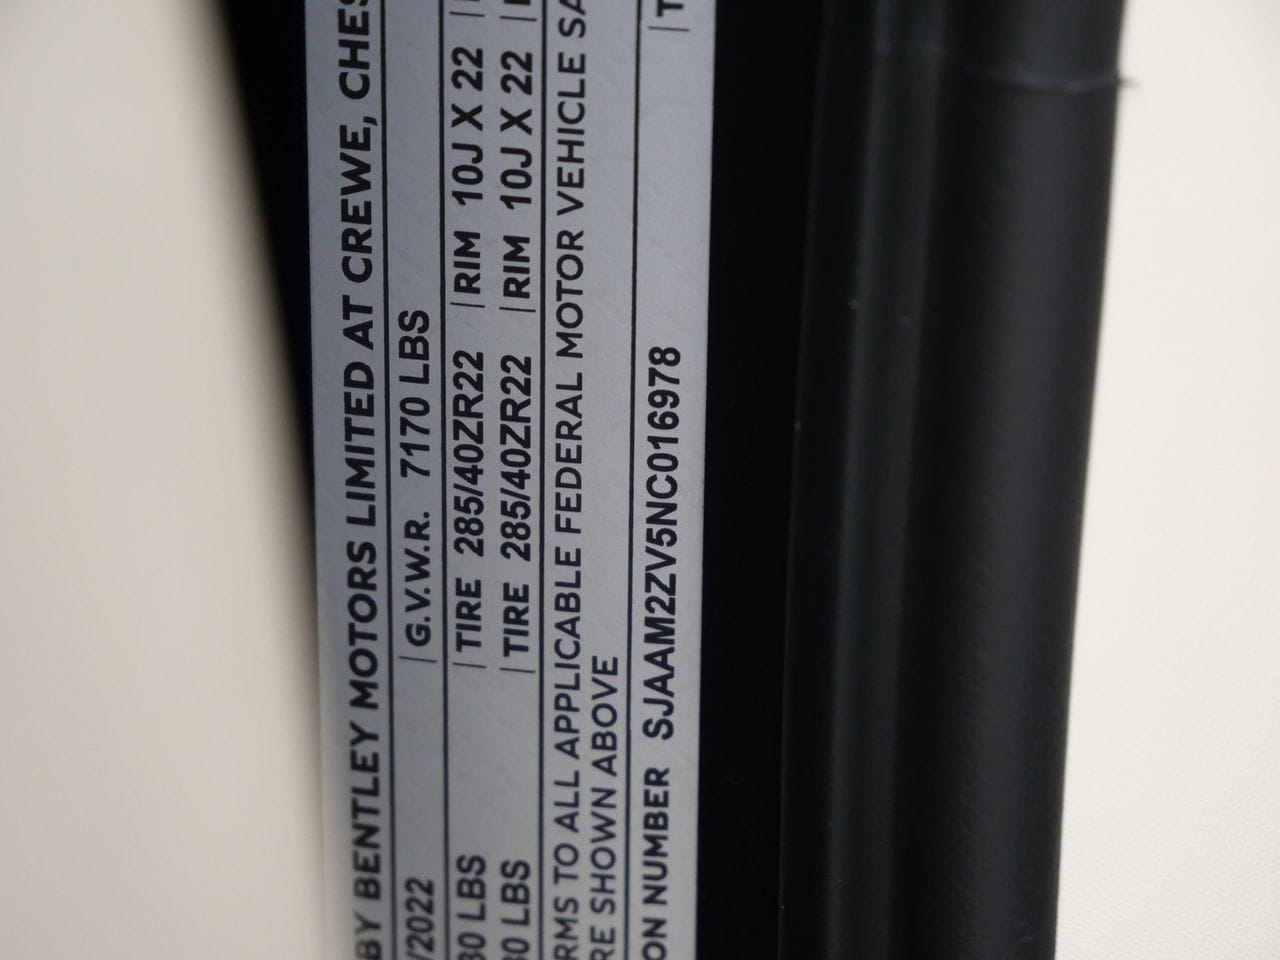 BY BENTLEY MOTORS LIMITED AT CREWE, CHES
/2022 G.V.W.R. 7170 LBS
30 LBS TIRE 285/40ZR22 RIM 10J X 22
30 LBS TIRE 285/40ZR22 RIM 10J X 22
RMS TO ALL APPLICABLE FEDERAL MOTOR VEHICLE SA
RE SHOWN ABOVE
ON NUMBER SJAAM2ZV5NC016978 T